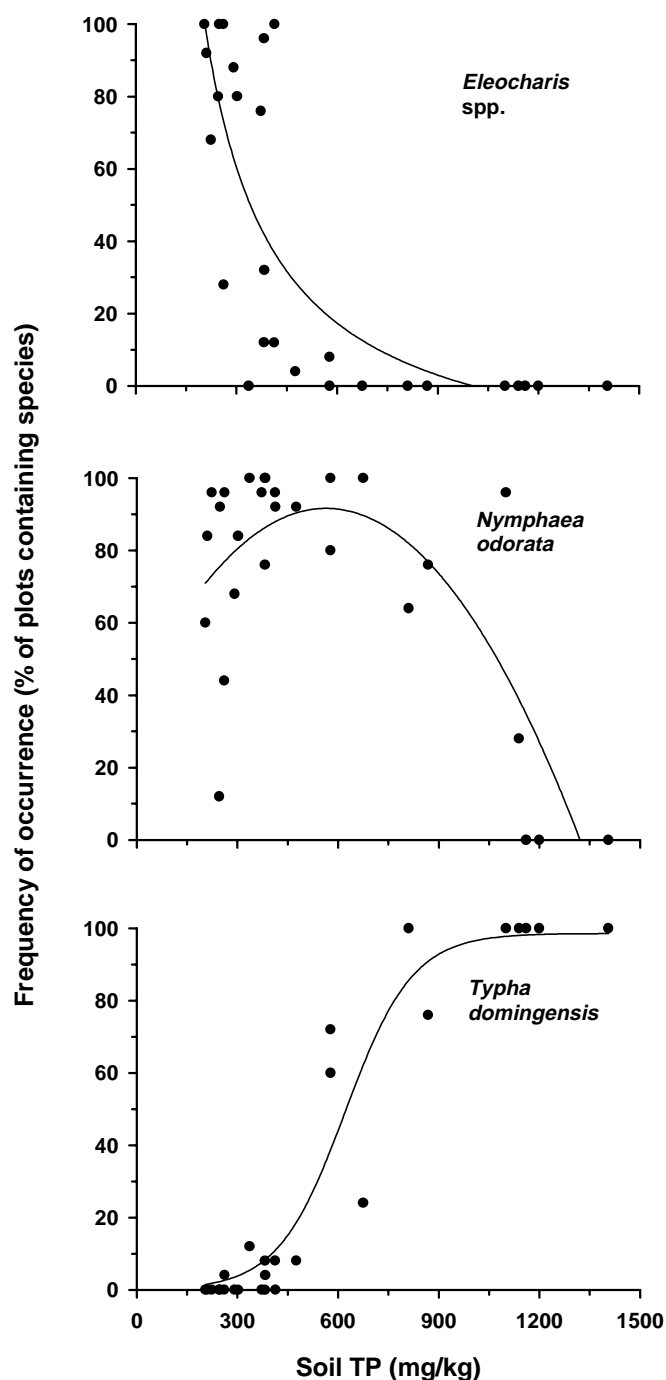 Frequency of occurrence (% of plots containing species)
100
80
60
40
20
0
Eleocharis
spp.
100
80
60
40
20
0
Nymphaea
odorata
100
80
60
40
20
0
Typha
domingensis
0 300 600 900 1200 1500
Soil TP (mg/kg)